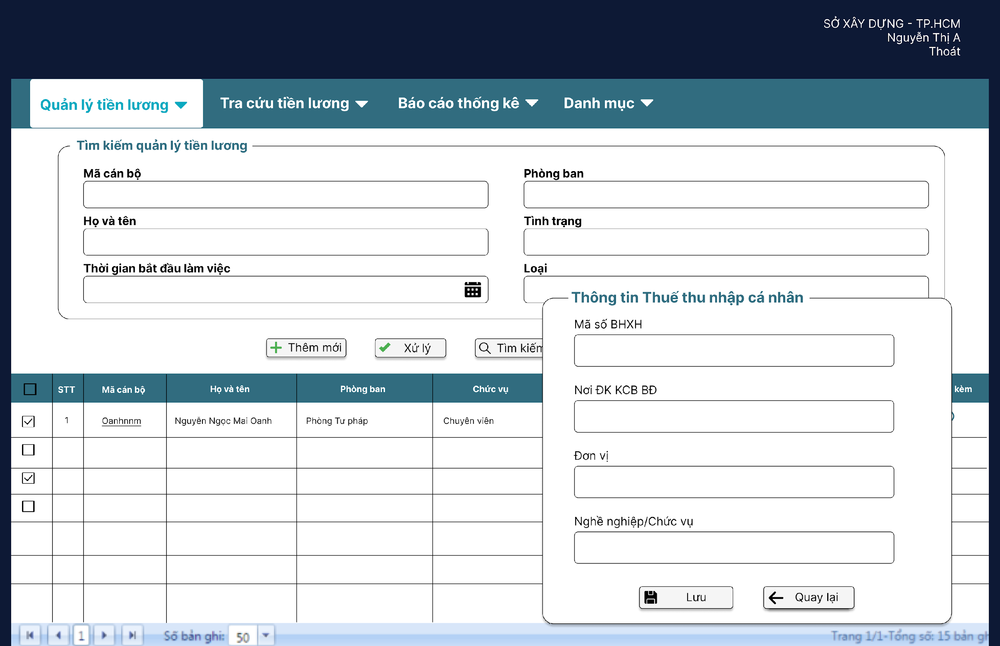 SỞ XÂY DỰNG - TP.HCM
Nguyễn Thị A
Thoát
Quản lý tiền lương
Tra cứu tiền lương
Báo cáo thống kê
Danh mục
Tìm kiếm quản lý tiền lương
Mã cán bộ
Phòng ban
Họ và tên
Tình trạng
Thời gian bắt đầu làm việc
Loại
Thêm mới
Xử lý
Tìm kiếm
Thông tin Thuế thu nhập cá nhân
Mã số BHXH
Nơi ĐK KCB BĐ
Đơn vị
Nghề nghiệp/Chức vụ
Lưu
Quay lại
STT
Mã cán bộ
Họ và tên
Phòng ban
Chức vụ
kèm
1
Oanhnnm
Nguyễn Ngọc Mai Oanh
Phòng Tư pháp
Chuyên viên
1
Số bản ghi:
50
Trang 1/1-Tổng số: 15 bản gh